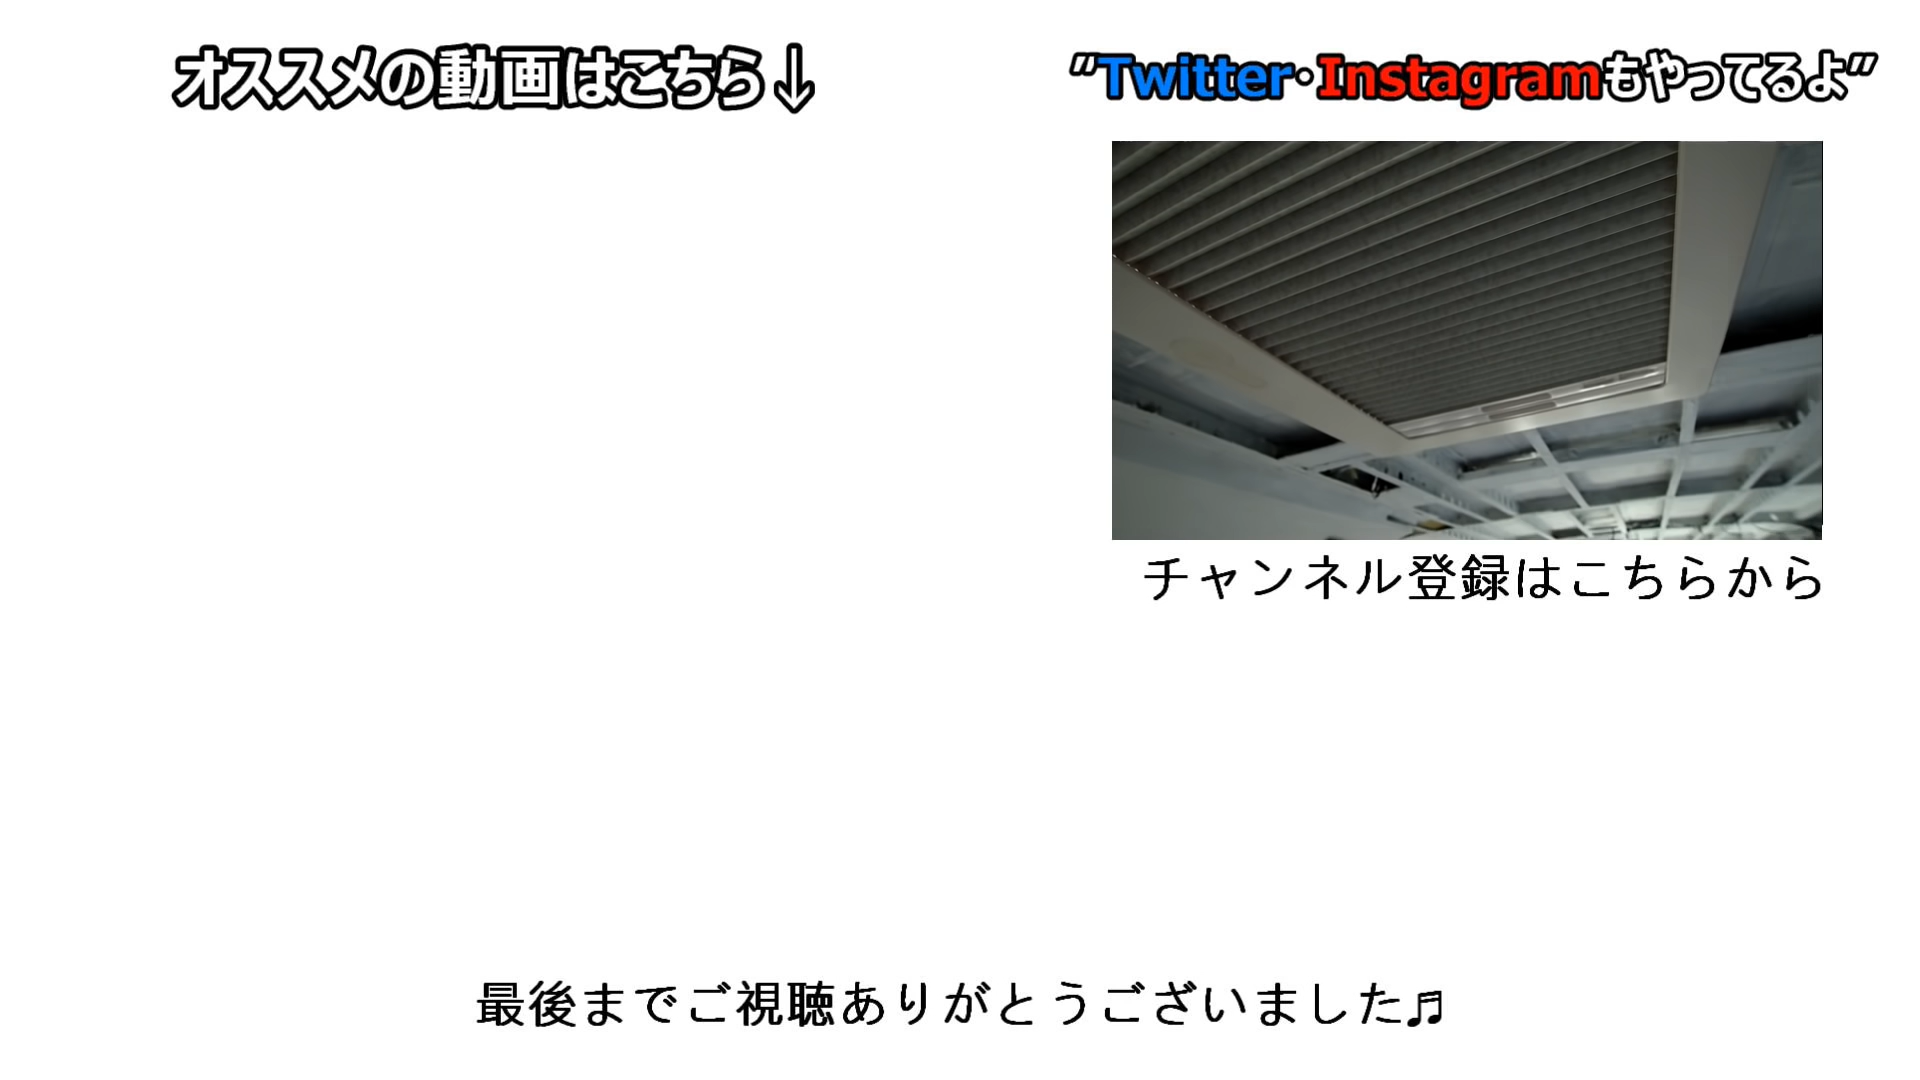 オススメの動画はこちら↓
"Twitter・Instagramもやってるよ"
チャンネル登録はこちらから
最後までご視聴ありがとうございました♬